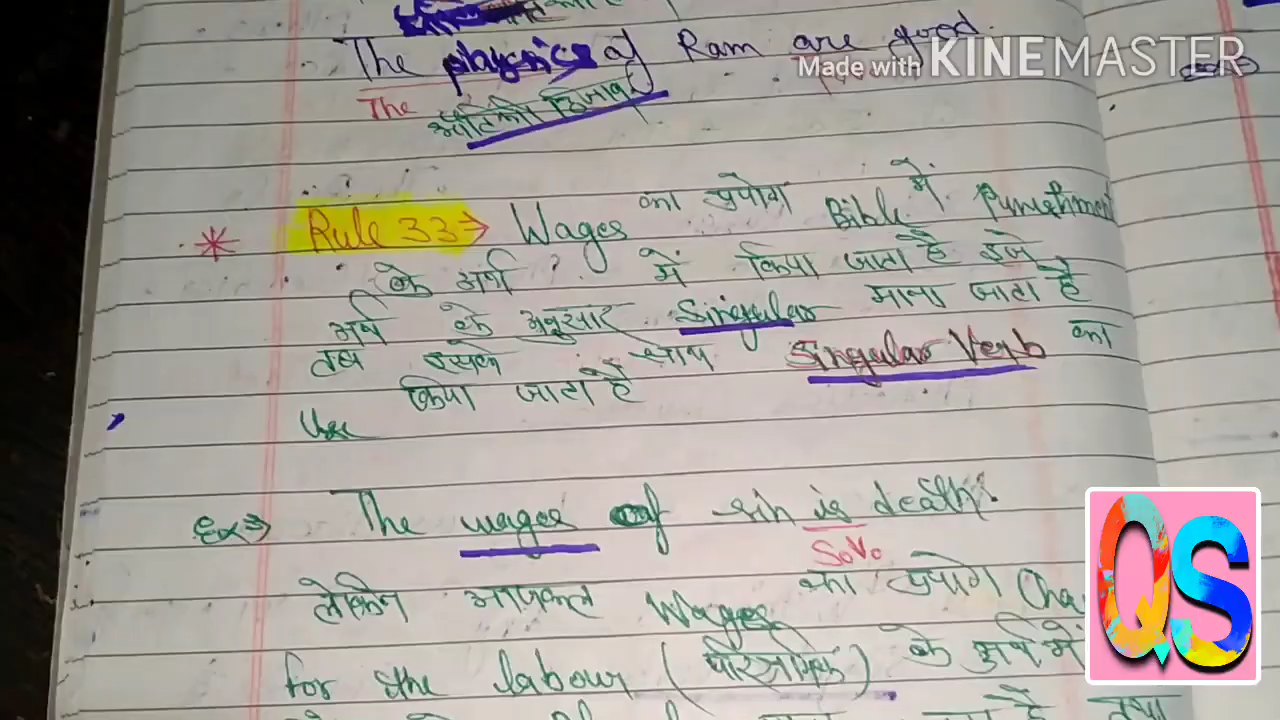 The physics of Ram are good.
Made with KINEMASTER
The
भौतिकी
* Rule 33⇒ Wages का प्रयोग Bible में Punishment
के अर्थ में किया जाता है इसे
अर्थ के अनुसार Singular माना जाता है
तब इसके साथ Singular Verb का
Use किया जाता है
Ex⇒ The wages of sin is death.
S.V.
लेकिन आजकल Wages का प्रयोग Cha
for the labour (पारिश्रमिक) के अर्थ में
है तथा
QS